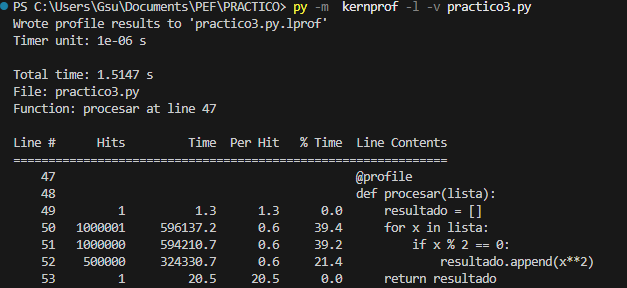 PS C:\Users\Gsu\Documents\PEF\PRACTICO> py -m  kernprof -l -v practico3.py
Wrote profile results to 'practico3.py.lprof'
Timer unit: 1e-06 s
Total time: 1.5147 s
File: practico3.py
Function: procesar at line 47
Line #      Hits         Time  Per Hit   % Time  Line Contents
==============================================================
    47                                           @profile
    48                                           def procesar(lista):
    49         1          1.3      1.3      0.0      resultado = []
    50   1000001     596137.2      0.6     39.4      for x in lista:
    51   1000000     594210.7      0.6     39.2          if x % 2 == 0:
    52    500000     324330.7      0.6     21.4              resultado.append(x**2)
    53         1         20.5     20.5      0.0      return resultado